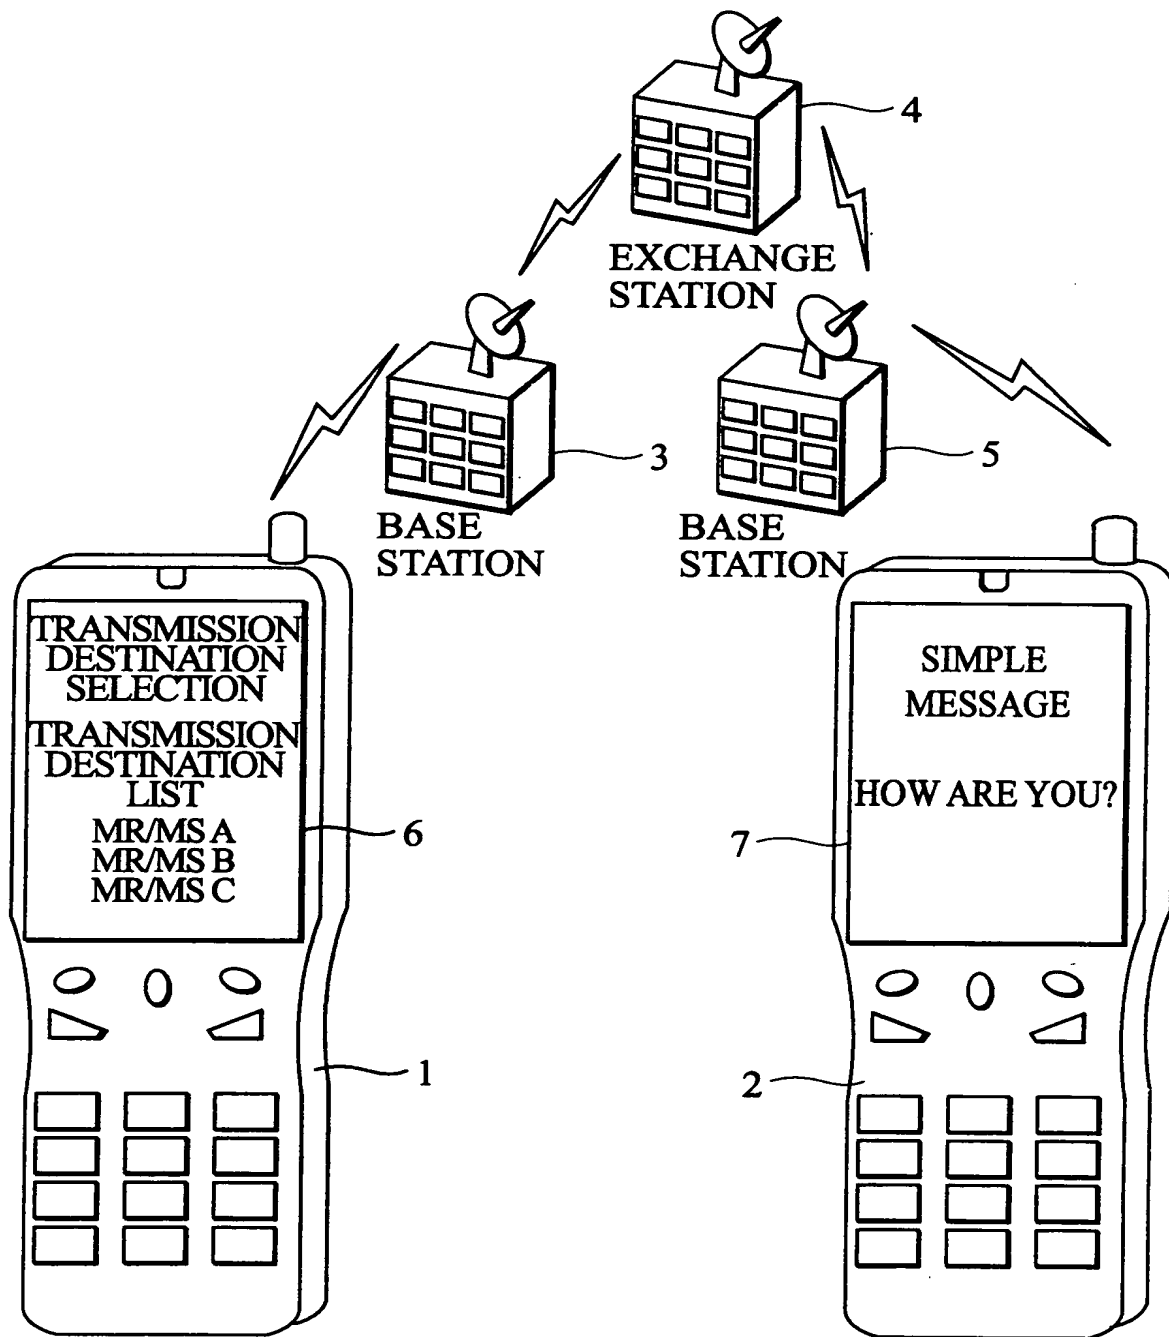 4
EXCHANGE
STATION
3
5
BASE
STATION
BASE
STATION
TRANSMISSION
DESTINATION
SELECTION
TRANSMISSION
DESTINATION
LIST
MR/MS A
MR/MS B
MR/MS C
6
1
SIMPLE
MESSAGE
HOW ARE YOU?
7
2